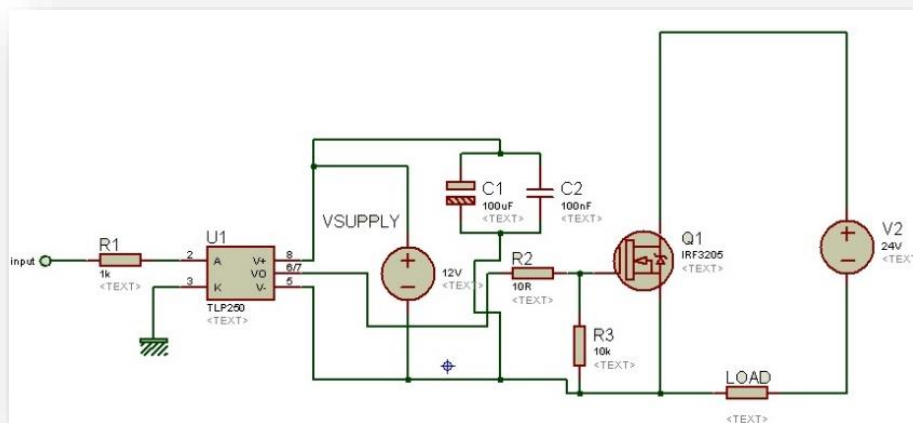 input
R1
1k
<TEXT>
U1
2
3
A
K
V+
VO
V-
8
6/7
5
TLP250
<TEXT>
VSUPPLY
12V
<TEXT>
C1
100uF
<TEXT>
C2
100nF
<TEXT>
R2
10R
<TEXT>
R3
10k
<TEXT>
Q1
IRF3205
<TEXT>
V2
24V
<TEXT>
LOAD
<TEXT>